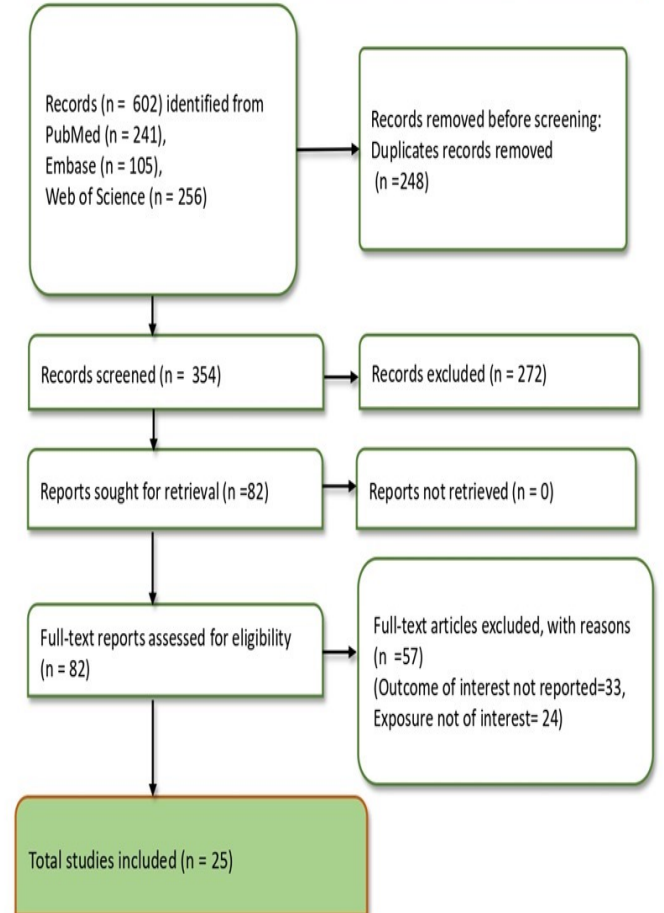 Records (n = 602) identified from
PubMed (n = 241),
Embase (n = 105),
Web of Science (n = 256)
Records removed before screening:
Duplicates records removed
(n =248)
Records screened (n = 354)
Records excluded (n = 272)
Reports sought for retrieval (n =82)
Reports not retrieved (n = 0)
Full-text reports assessed for eligibility
(n = 82)
Full-text articles excluded, with reasons
(n =57)
(Outcome of interest not reported=33,
Exposure not of interest= 24)
Total studies included (n = 25)